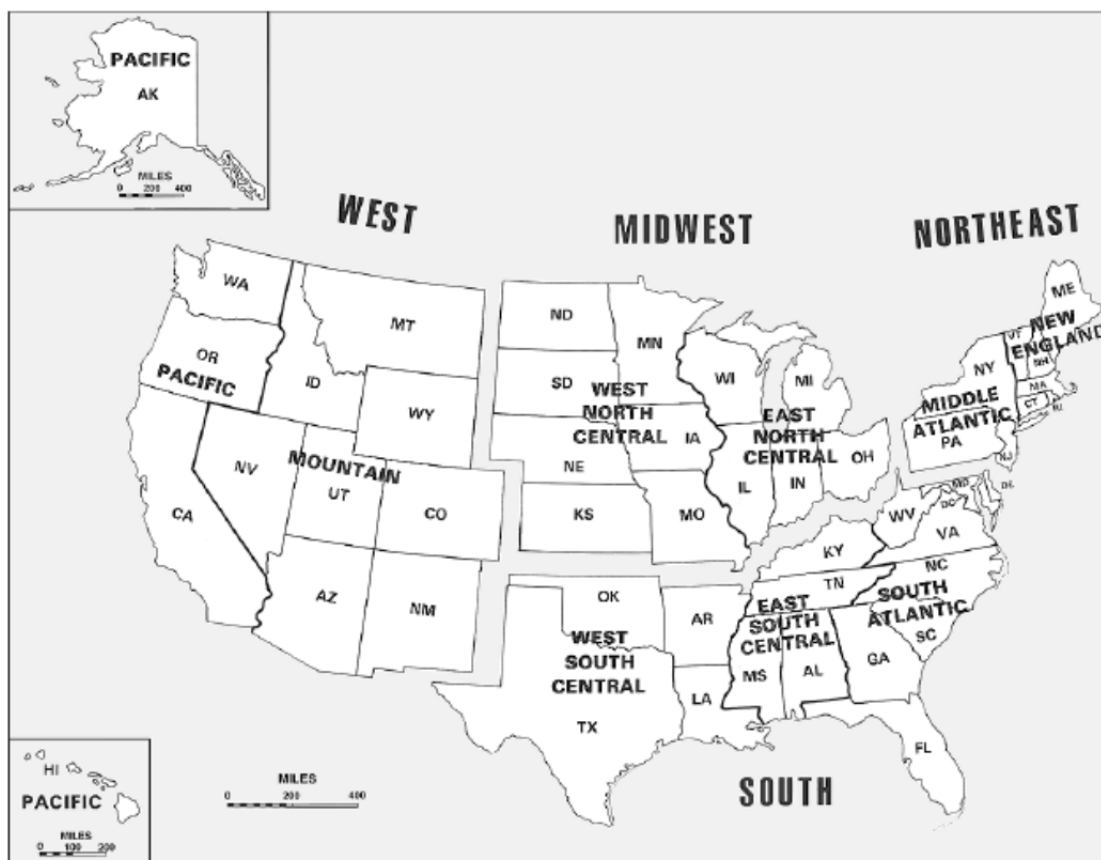 PACIFIC
AK
MILES
0 200 400
WEST
MIDWEST
NORTHEAST
WA
MT
ND
MN
ME
OR
PACIFIC
ID
SD
WI
MI
NY
VT
NEW
ENGLAND
NH
WY
WEST
NORTH
CENTRAL
IA
EAST
NORTH
CENTRAL
MIDDLE
ATLANTIC
PA
MA
CT
RI
NJ
NV
MOUNTAIN
UT
CO
NE
KS
MO
IL
IN
OH
WV
MD
DE
DC
VA
CA
AZ
NM
OK
AR
KY
TN
NC
WEST
SOUTH
CENTRAL
EAST
SOUTH
CENTRAL
SOUTH
ATLANTIC
SC
TX
LA
MS
AL
GA
FL
HI
PACIFIC
MILES
0 100 200
MILES
0 200 400
SOUTH